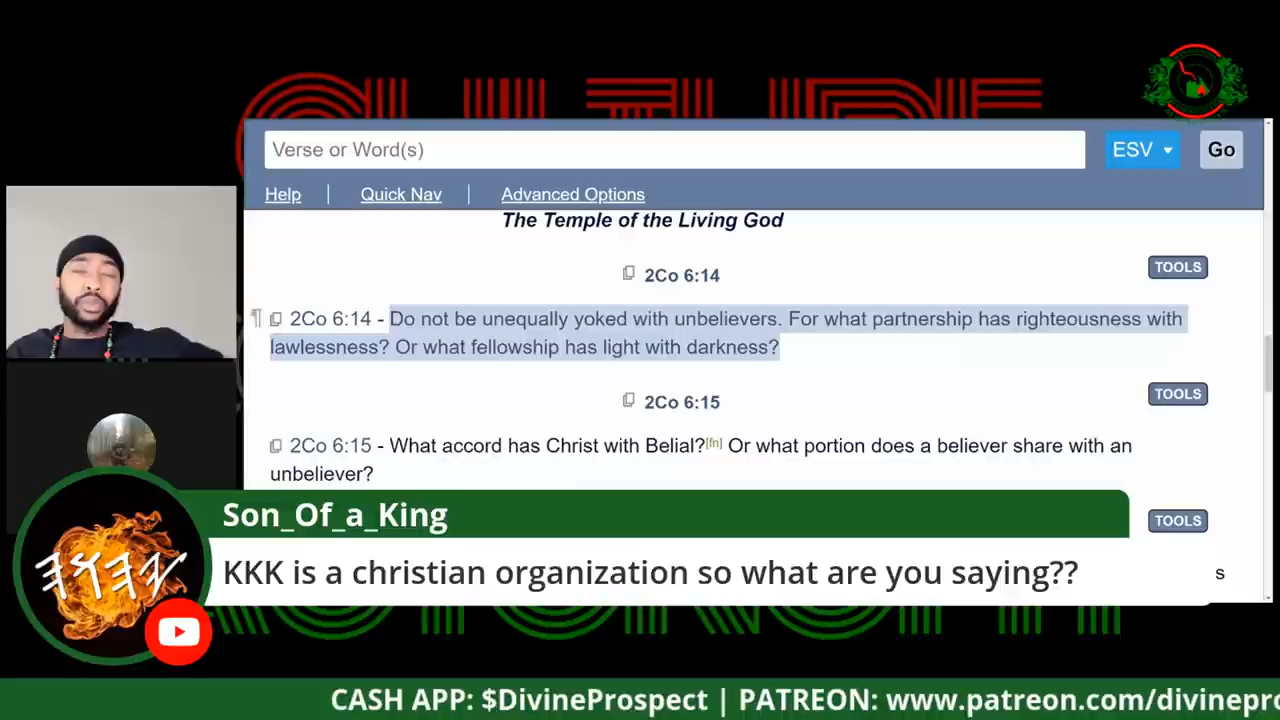 Verse or Word(s)
ESV
Go
Help
Quick Nav
Advanced Options
The Temple of the Living God
2Co 6:14
TOOLS
2Co 6:14 - Do not be unequally yoked with unbelievers. For what partnership has righteousness with
lawlessness? Or what fellowship has light with darkness?
2Co 6:15
TOOLS
2Co 6:15 - What accord has Christ with Belial?[fn] Or what portion does a believer share with an
unbeliever?
TOOLS
Son_Of_a_King
KKK is a christian organization so what are you saying??
s
𐤉𐤄𐤅𐤄
CASH APP: $DivineProspect | PATREON: www.patreon.com/divinepro